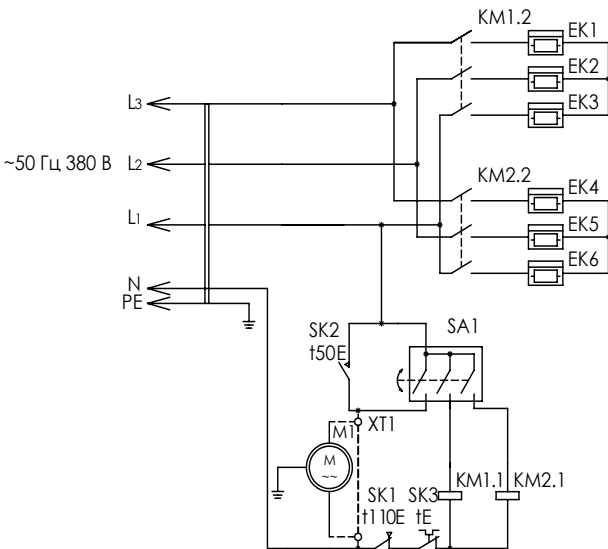 KM1.2
EK1
EK2
EK3
L3
~50 Гц 380 В L2
KM2.2
EK4
L1
EK5
EK6
N
PE
SK2
t50E
SA1
M1
XT1
M
~~
SK1
t110E
SK3
tE
KM1.1
KM2.1